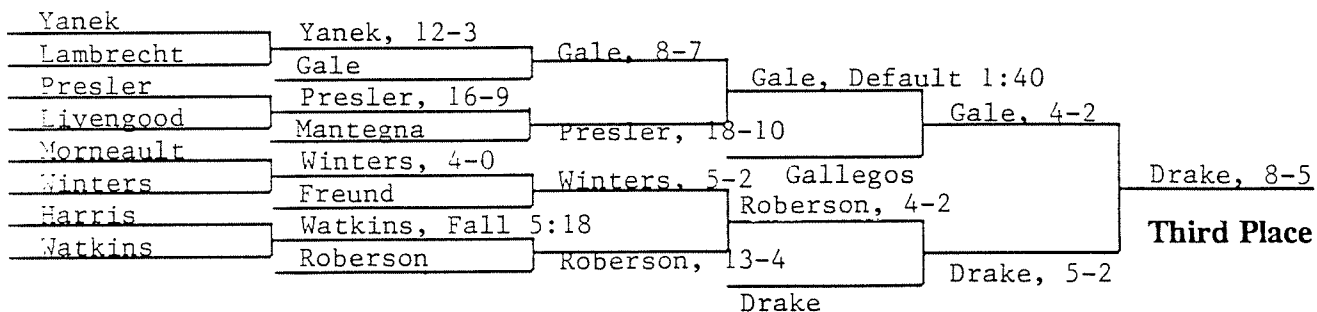 Yanek
Lambrecht
Presler
Livengood
Morneault
Winters
Harris
Watkins
Yanek, 12-3
Gale
Presler, 16-9
Mantegna
Winters, 4-0
Freund
Watkins, Fall 5:18
Roberson
Gale, 8-7
Presler, 18-10
Winters, 5-2
Roberson, 13-4
Gale, Default 1:40
Gallegos
Roberson, 4-2
Drake
Gale, 4-2
Drake, 5-2
Drake, 8-5
Third Place